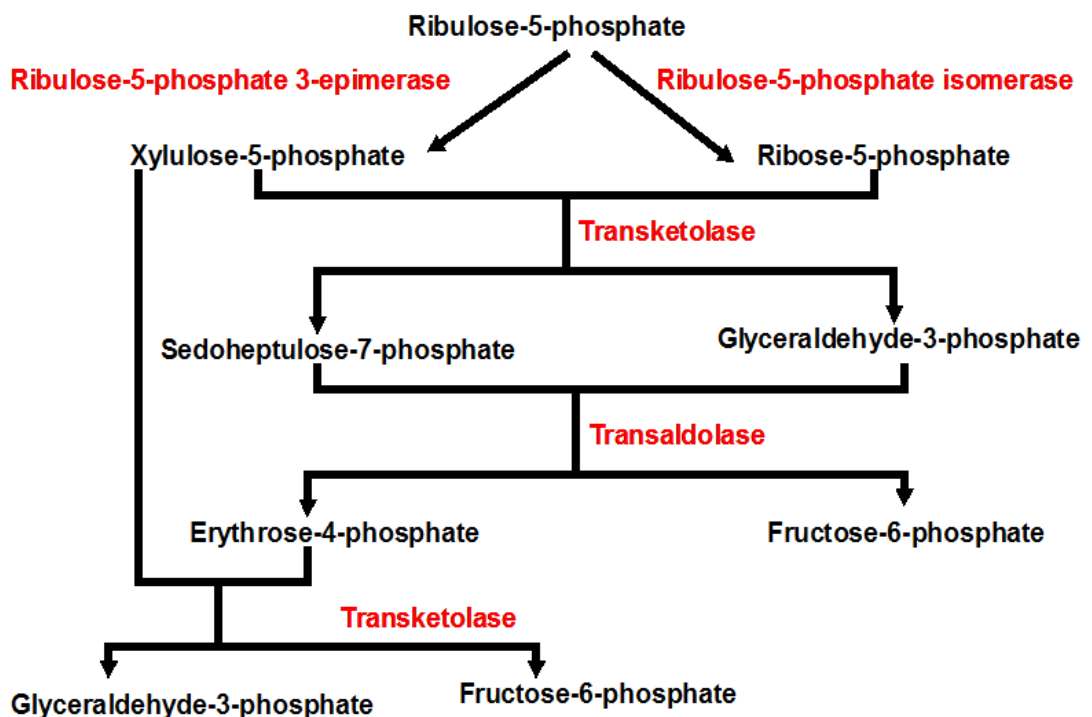 Ribulose-5-phosphate
Ribulose-5-phosphate 3-epimerase
Ribulose-5-phosphate isomerase
Xylulose-5-phosphate
Ribose-5-phosphate
Transketolase
Sedoheptulose-7-phosphate
Glyceraldehyde-3-phosphate
Transaldolase
Erythrose-4-phosphate
Fructose-6-phosphate
Transketolase
Glyceraldehyde-3-phosphate
Fructose-6-phosphate